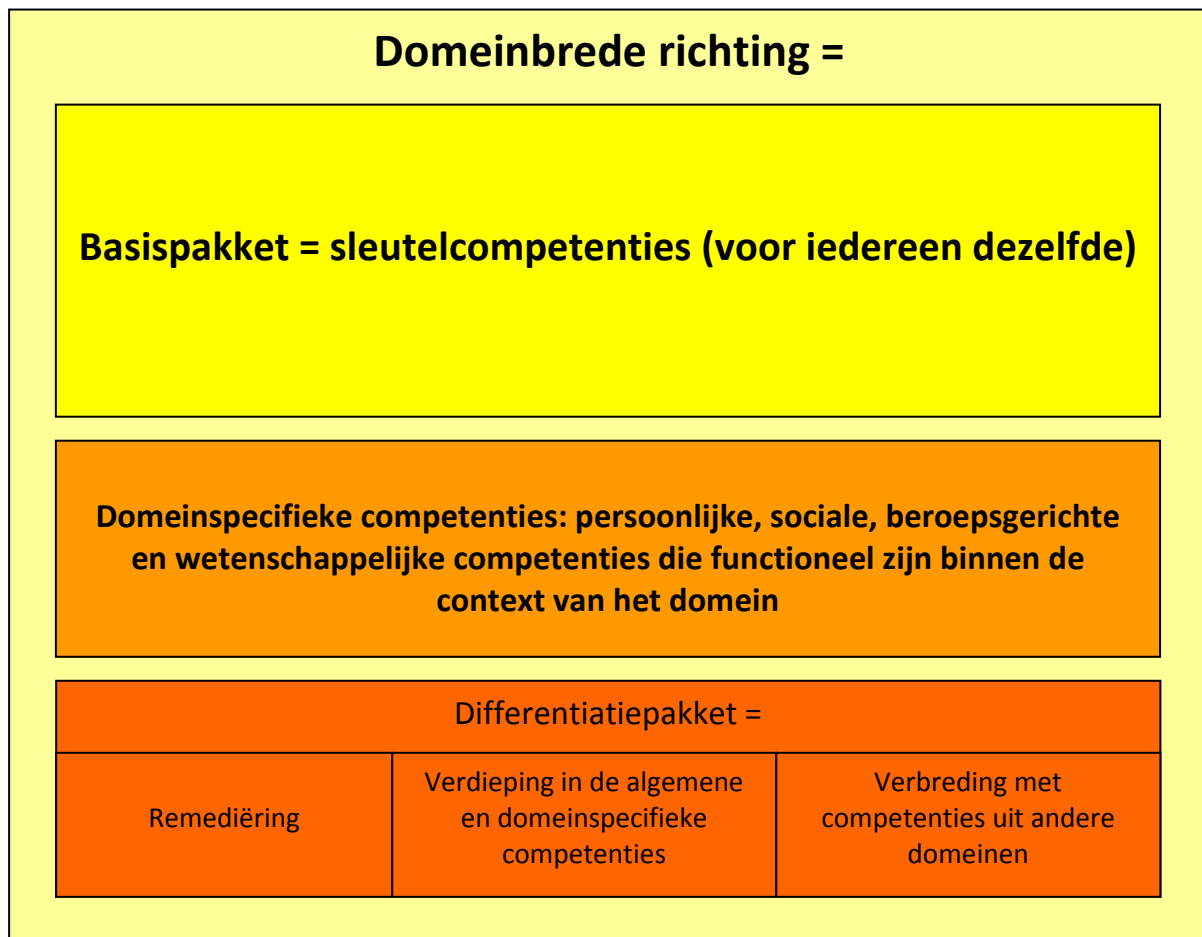 Domeinbrede richting =
Basispakket = sleutelcompetenties (voor iedereen dezelfde)
Domeinspecifieke competenties: persoonlijke, sociale, beroepsgerichte
en wetenschappelijke competenties die functioneel zijn binnen de
context van het domein
Differentiatiepakket =
Remediëring
Verdieping in de algemene
en domeinspecifieke
competenties
Verbreding met
competenties uit andere
domeinen